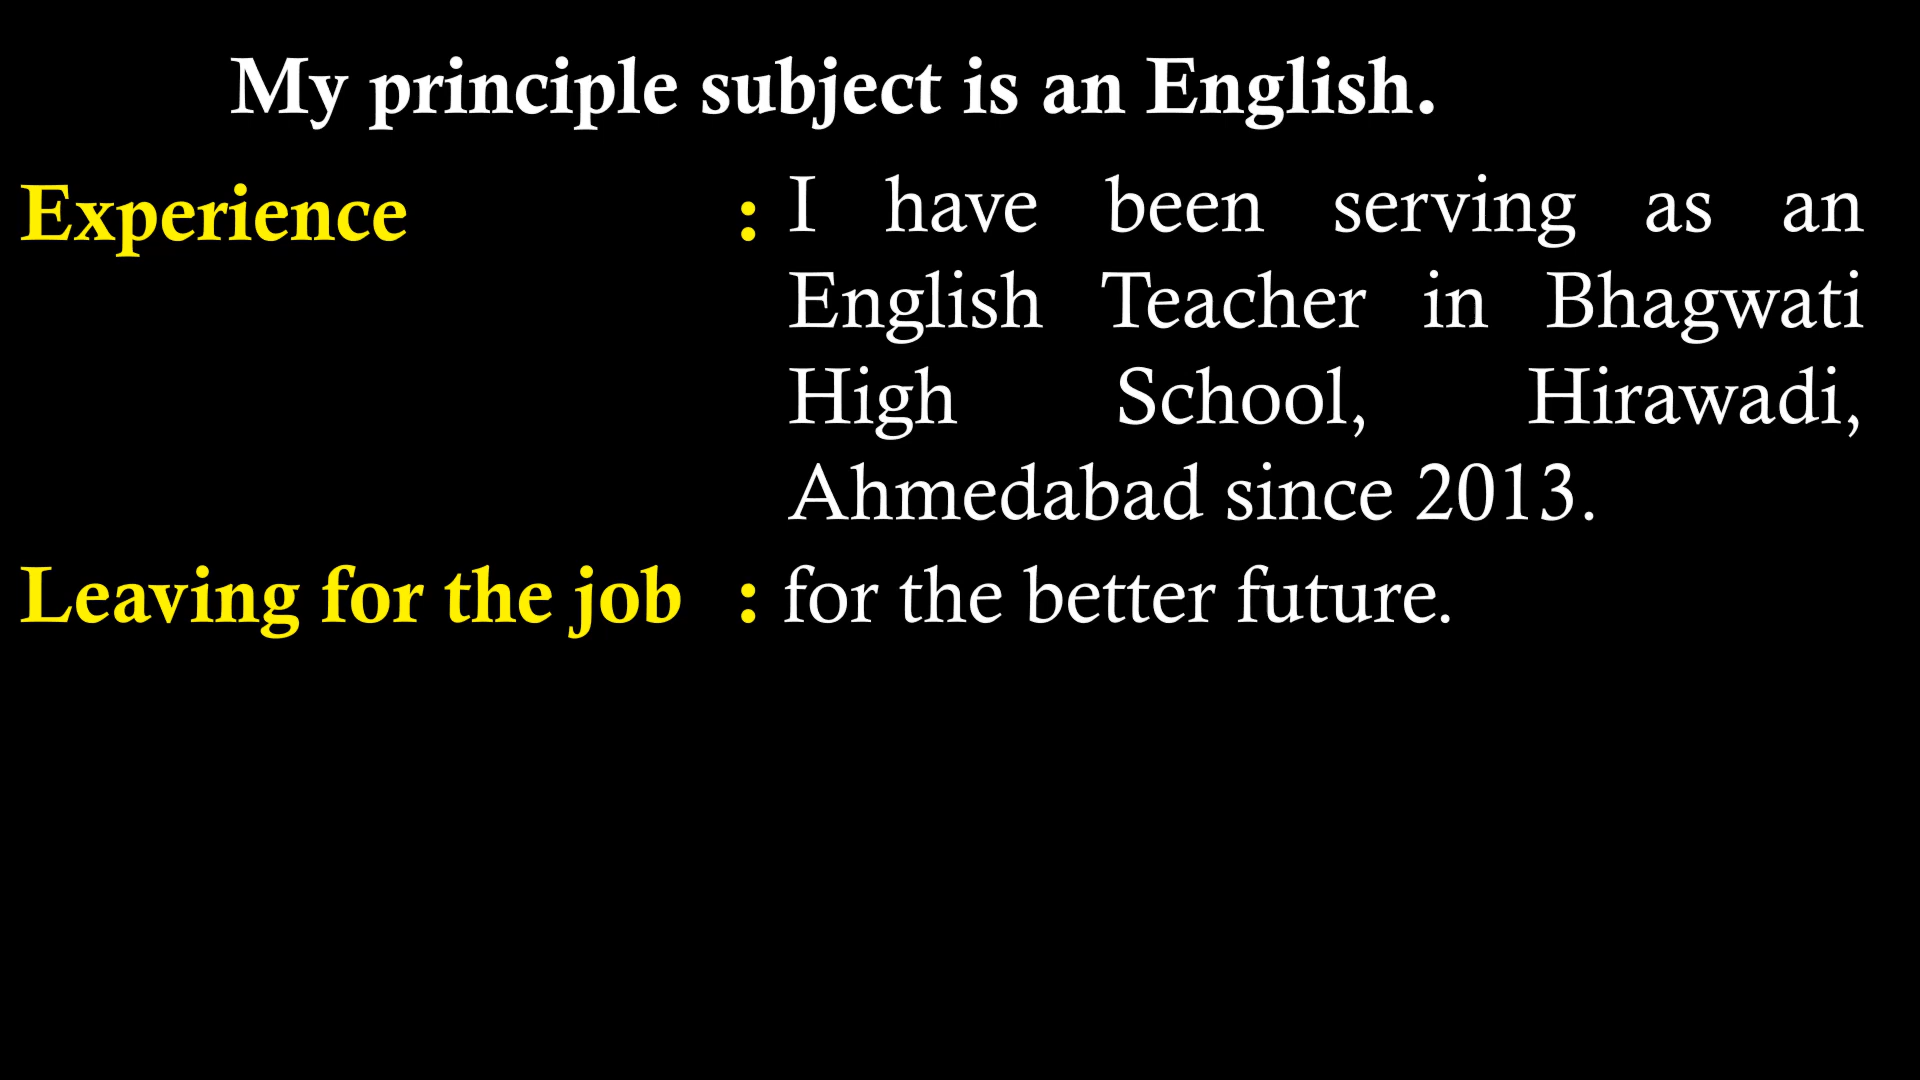 My principle subject is an English.
Experience : I have been serving as an
English Teacher in Bhagwati
High School, Hirawadi,
Ahmedabad since 2013.
Leaving for the job : for the better future.